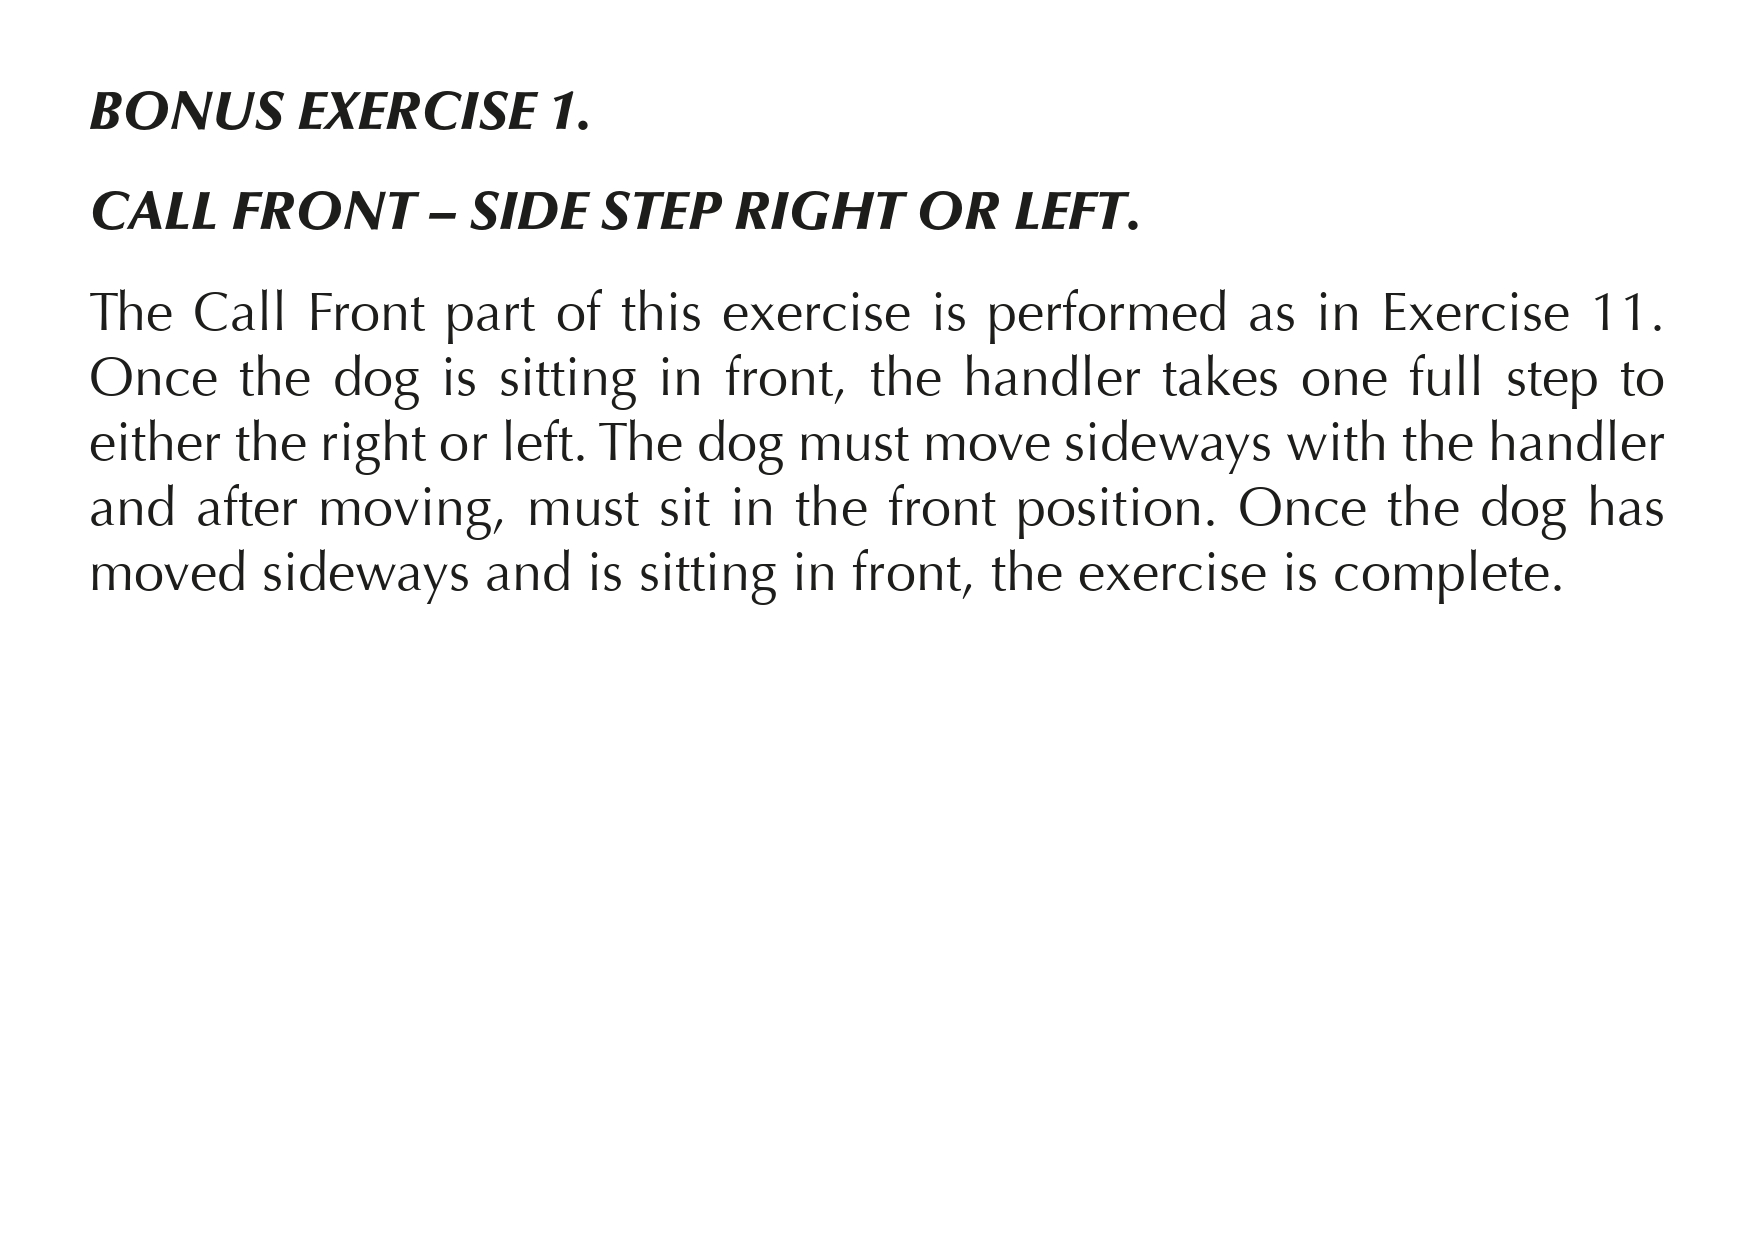 BONUS EXERCISE 1.
CALL FRONT – SIDE STEP RIGHT OR LEFT.
The Call Front part of this exercise is performed as in Exercise 11.
Once the dog is sitting in front, the handler takes one full step to
either the right or left. The dog must move sideways with the handler
and after moving, must sit in the front position. Once the dog has
moved sideways and is sitting in front, the exercise is complete.